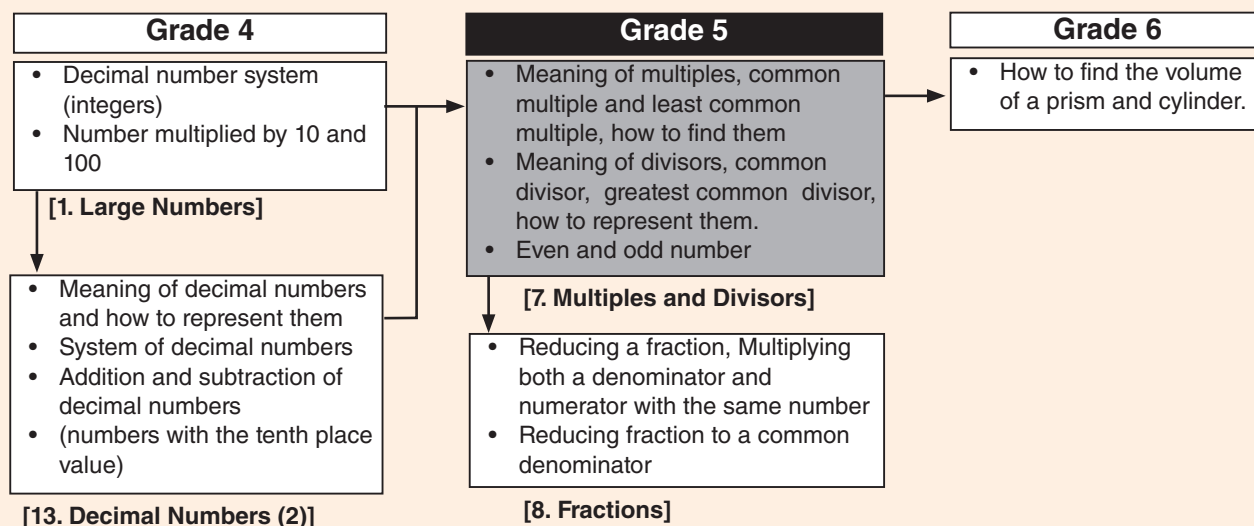 Grade 4
• Decimal number system
(integers)
• Number multiplied by 10 and
100
[1. Large Numbers]
• Meaning of decimal numbers
and how to represent them
• System of decimal numbers
• Addition and subtraction of
decimal numbers
• (numbers with the tenth place
value)
[13. Decimal Numbers (2)]
Grade 5
• Meaning of multiples, common
multiple and least common
multiple, how to find them
• Meaning of divisors, common
divisor, greatest common divisor,
how to represent them.
• Even and odd number
[7. Multiples and Divisors]
• Reducing a fraction, Multiplying
both a denominator and
numerator with the same number
• Reducing fraction to a common
denominator
[8. Fractions]
Grade 6
• How to find the volume
of a prism and cylinder.